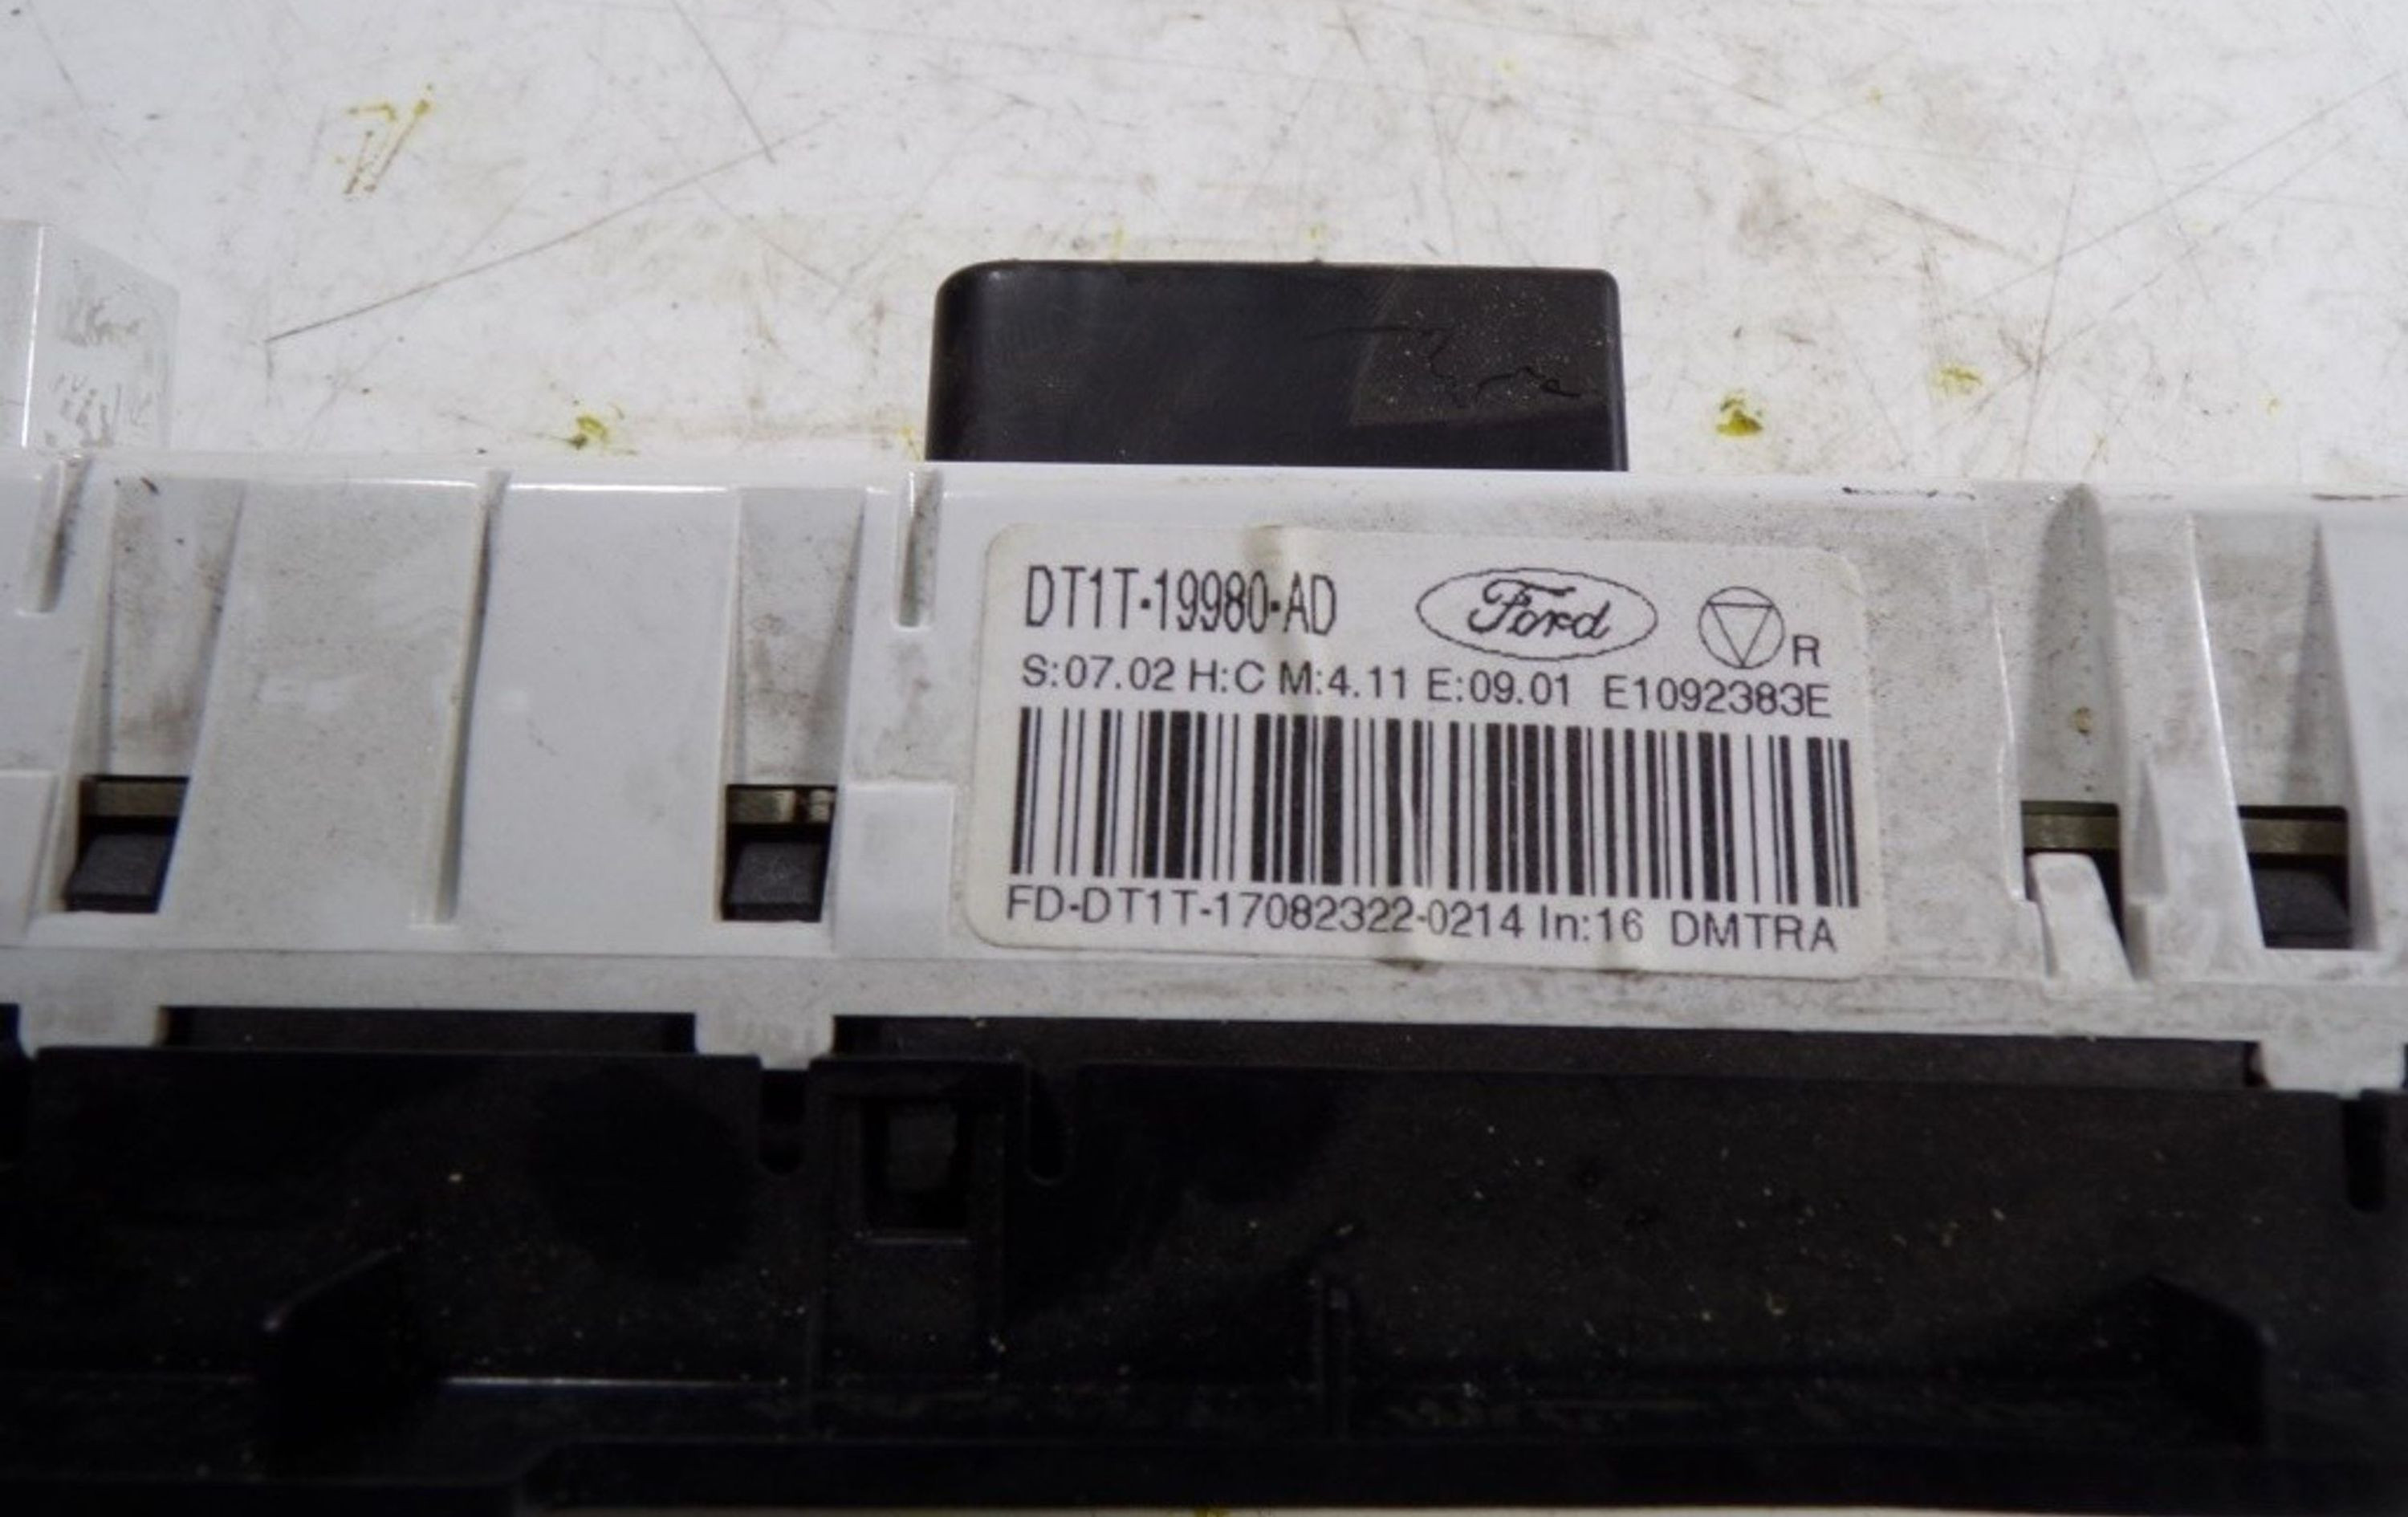 DT1T-19980-AD Ford R
S:07.02 H:C M:4.11 E:09.01 E1092383E
FD-DT1T-17082322-0214 In:16 DMTRA